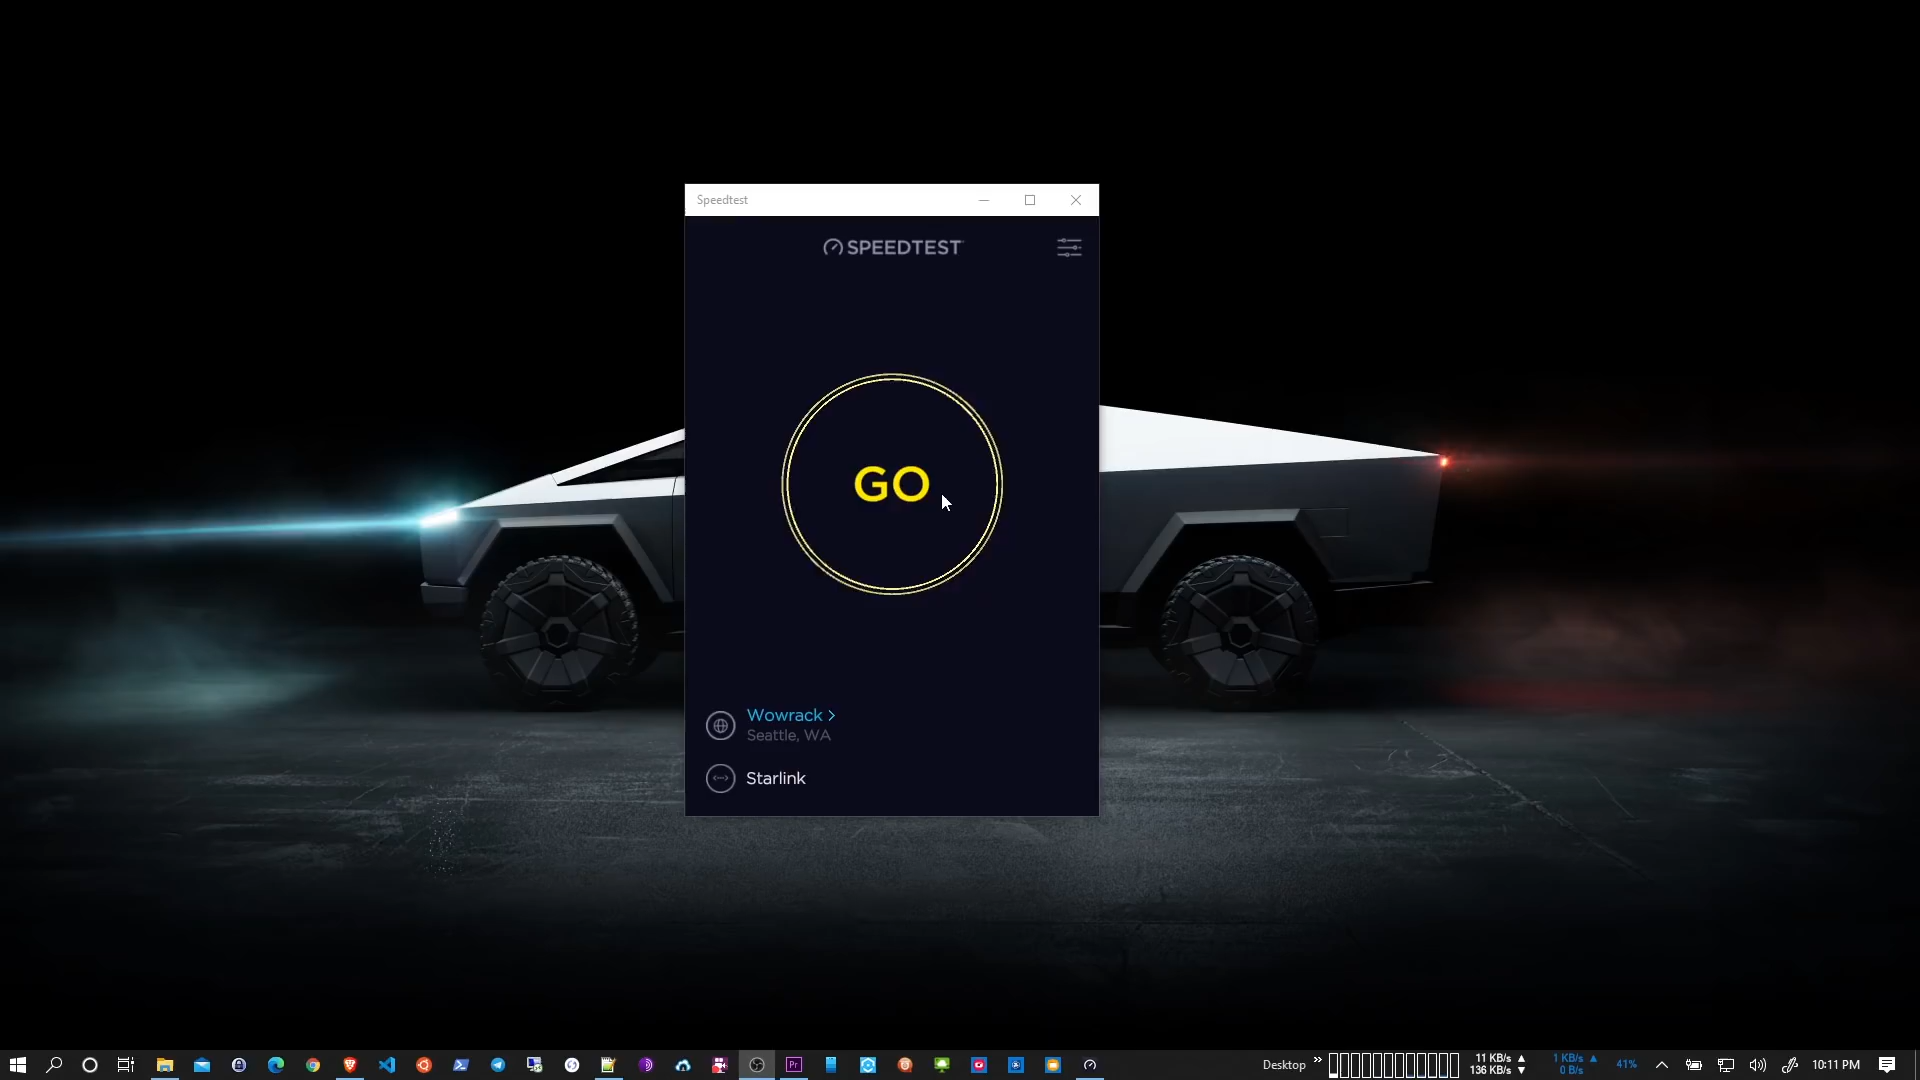 Speedtest
SPEEDTEST
GO
Wowrack >
Seattle, WA
Starlink
Pr
Desktop
11 KB/s
136 KB/s
1 KB/s
0 B/s
41%
10:11 PM